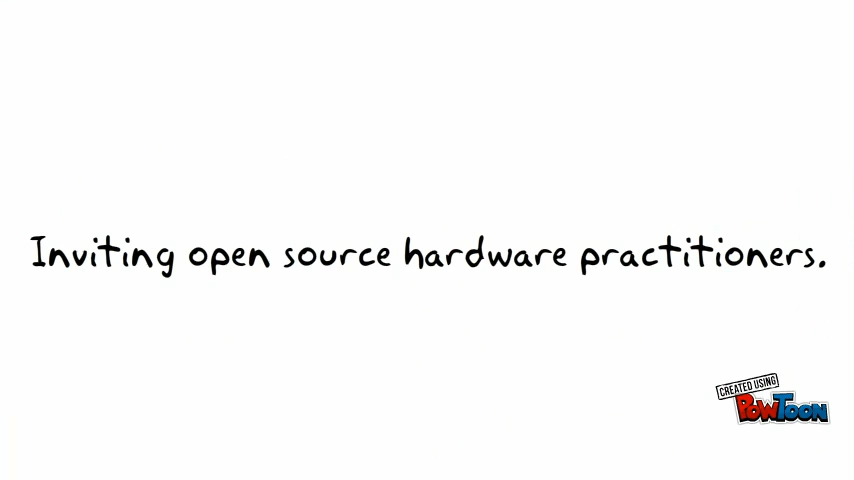 Inviting open source hardware practitioners.
CREATED USING
POWTOON